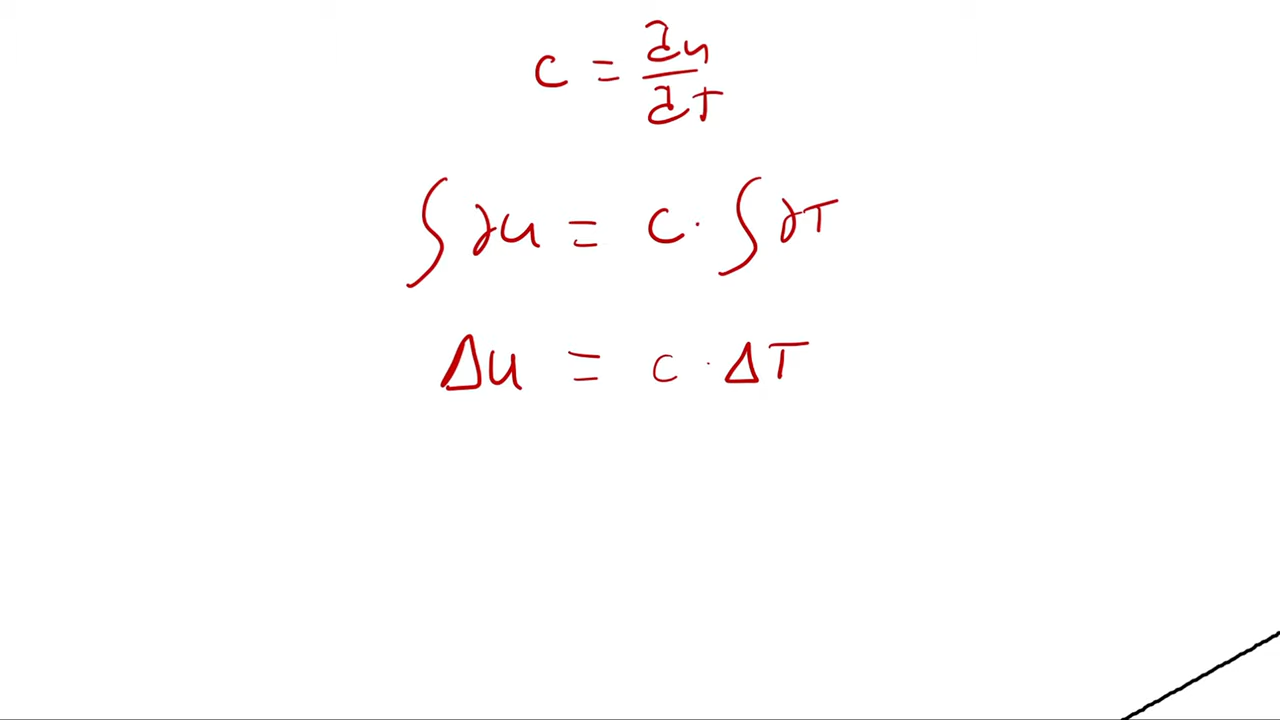 c = ∂u/∂T
∫ ∂u = c · ∫ ∂T
Δu = c · ΔT